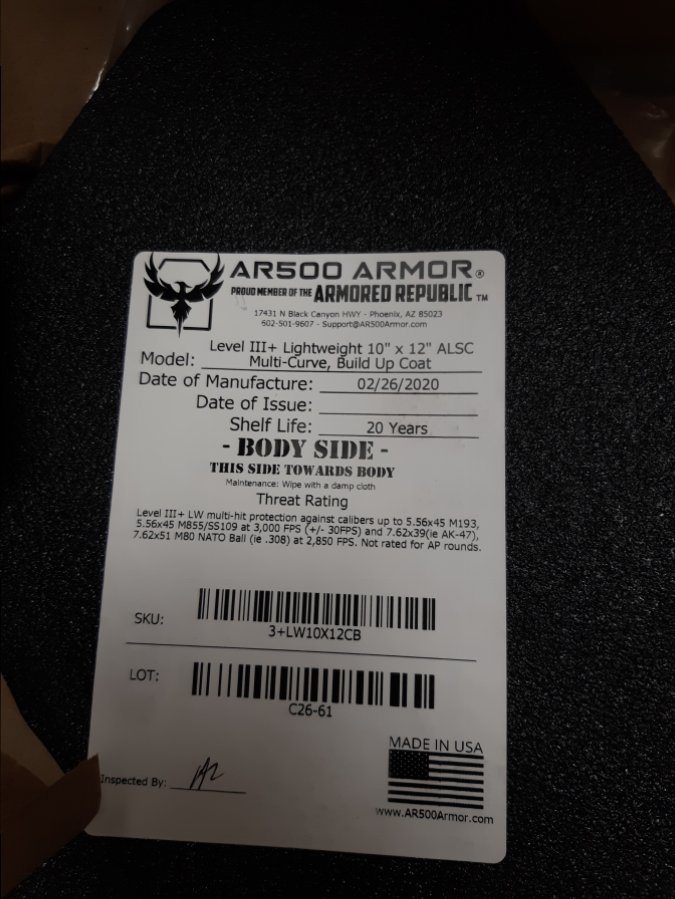 AR500 ARMOR®
PROUD MEMBER OF THE ARMORED REPUBLIC ™
17431 N Black Canyon HWY - Phoenix, AZ 85023
602-501-9607 - Support@AR500Armor.com
Level III+ Lightweight 10" x 12" ALSC
Model: Multi-Curve, Build Up Coat
Date of Manufacture: 02/26/2020
Date of Issue:
Shelf Life: 20 Years
- BODY SIDE -
THIS SIDE TOWARDS BODY
Maintenance: Wipe with a damp cloth
Threat Rating
Level III+ LW multi-hit protection against calibers up to 5.56x45 M193,
5.56x45 M855/SS109 at 3,000 FPS (+/- 30FPS) and 7.62x39(ie AK-47),
7.62x51 M80 NATO Ball (ie .308) at 2,850 FPS. Not rated for AP rounds.
SKU:
3+LW10X12CB
LOT:
C26-61
MADE IN USA
Inspected By:
www.AR500Armor.com